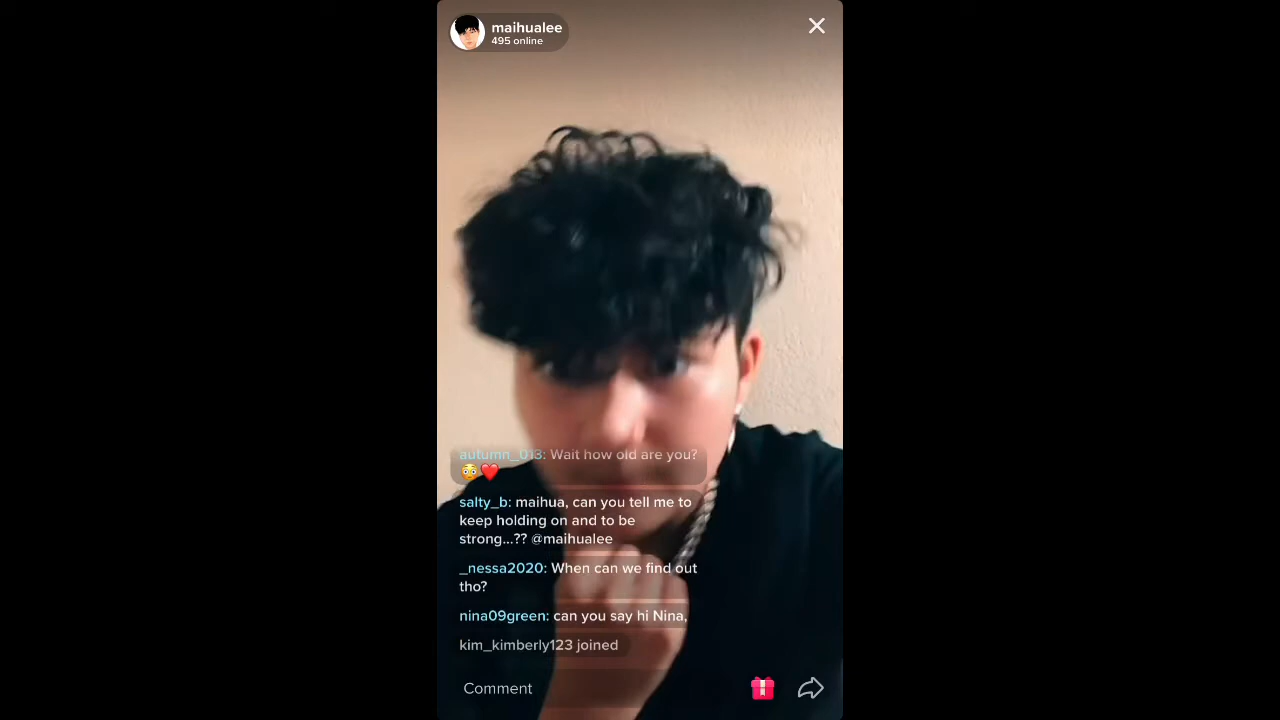 maihualee
495 online
autumn_013: Wait how old are you?
😳❤️
salty_b: maihua, can you tell me to
keep holding on and to be
strong...?? @maihualee
_nessa2020: When can we find out
tho?
nina09green: can you say hi Nina,
kim_kimberly123 joined
Comment